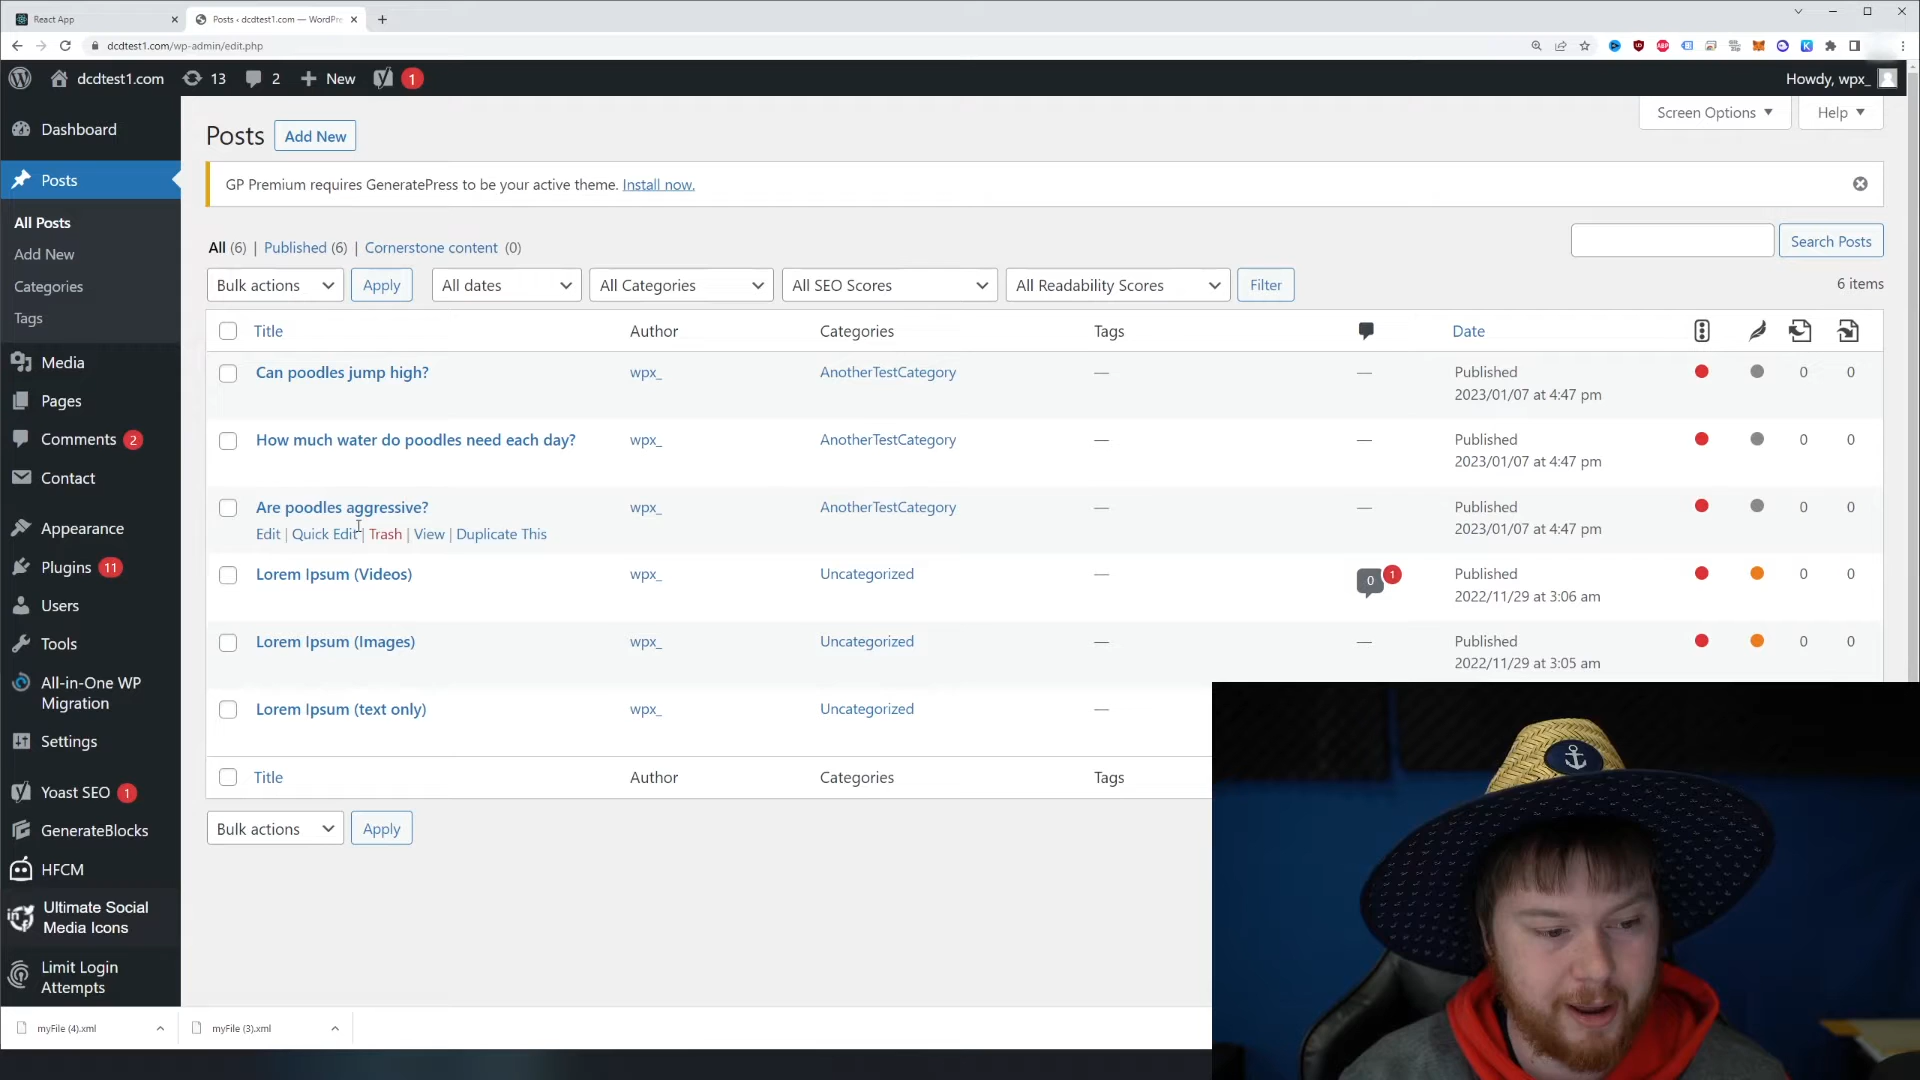 React App
Posts ‹ dcdtest1.com — WordPre
dcdtest1.com/wp-admin/edit.php
dcdtest1.com 13 2 New 1
Howdy, wpx_
Screen Options
Help
Dashboard
Posts
All Posts
Add New
Categories
Tags
Media
Pages
Comments 2
Contact
Appearance
Plugins 11
Users
Tools
All-in-One WP
Migration
Settings
Yoast SEO 1
GenerateBlocks
HFCM
Ultimate Social
Media Icons
Limit Login
Attempts
Posts Add New
GP Premium requires GeneratePress to be your active theme. Install now.
All (6) | Published (6) | Cornerstone content (0)
Search Posts
Bulk actions Apply All dates All Categories All SEO Scores All Readability Scores Filter
6 items
Title Author Categories Tags Date
Can poodles jump high? wpx_ AnotherTestCategory — — Published 0 0
2023/01/07 at 4:47 pm
How much water do poodles need each day? wpx_ AnotherTestCategory — — Published 0 0
2023/01/07 at 4:47 pm
Are poodles aggressive? wpx_ AnotherTestCategory — — Published 0 0
Edit | Quick Edit | Trash | View | Duplicate This
2023/01/07 at 4:47 pm
Lorem Ipsum (Videos) wpx_ Uncategorized — 0 1 Published 0 0
2022/11/29 at 3:06 am
Lorem Ipsum (Images) wpx_ Uncategorized — — Published 0 0
2022/11/29 at 3:05 am
Lorem Ipsum (text only) wpx_ Uncategorized —
Title Author Categories Tags
Bulk actions Apply
myFile (4).xml
myFile (3).xml